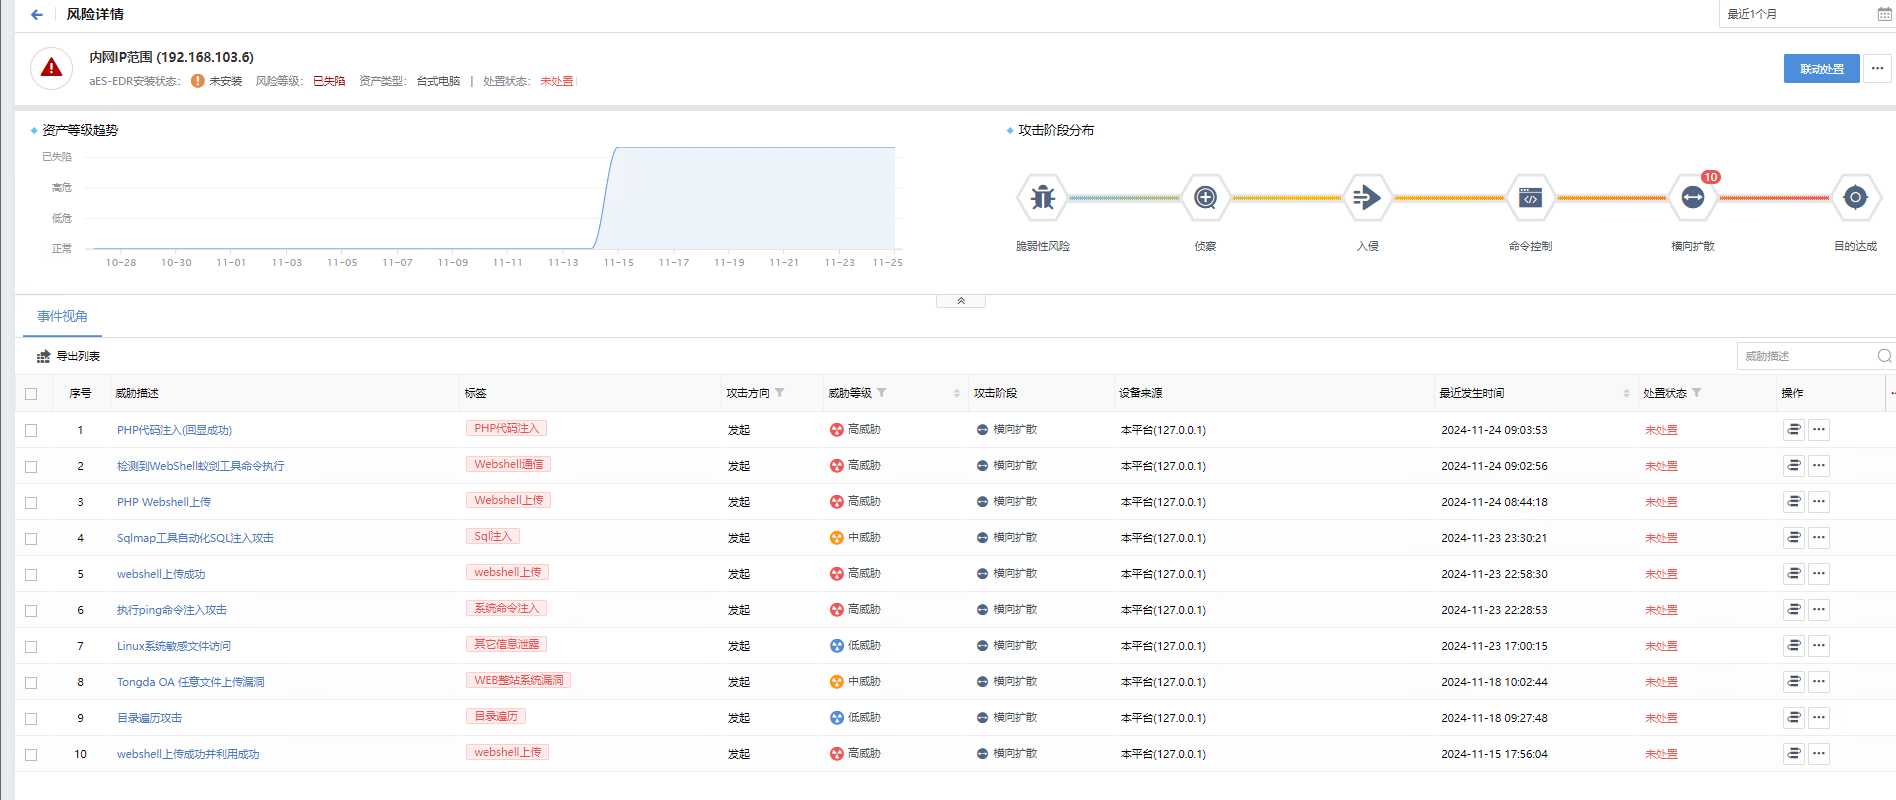 风险详情
最近1个月
内网IP范围 (192.168.103.6)
aES-EDR安装状态: 未安装 风险等级: 已失陷 资产类型: 台式电脑 | 处置状态: 未处置
联动处置
资产等级趋势
已失陷
高危
低危
正常
10-28 10-30 11-01 11-03 11-05 11-07 11-09 11-11 11-13 11-15 11-17 11-19 11-21 11-23 11-25
攻击阶段分布
10
脆弱性风险 侦察 入侵 命令控制 横向扩散 目的达成
事件视角
导出列表
威胁描述
序号 威胁描述 标签 攻击方向 威胁等级 攻击阶段 设备来源 最近发生时间 处置状态 操作
1 PHP代码注入(回显成功) PHP代码注入 发起 高威胁 横向扩散 本平台(127.0.0.1) 2024-11-24 09:03:53 未处置
2 检测到WebShell蚁剑工具命令执行 Webshell通信 发起 高威胁 横向扩散 本平台(127.0.0.1) 2024-11-24 09:02:56 未处置
3 PHP Webshell上传 Webshell上传 发起 高威胁 横向扩散 本平台(127.0.0.1) 2024-11-24 08:44:18 未处置
4 Sqlmap工具自动化SQL注入攻击 Sql注入 发起 中威胁 横向扩散 本平台(127.0.0.1) 2024-11-23 23:30:21 未处置
5 webshell上传成功 webshell上传 发起 高威胁 横向扩散 本平台(127.0.0.1) 2024-11-23 22:58:30 未处置
6 执行ping命令注入攻击 系统命令注入 发起 高威胁 横向扩散 本平台(127.0.0.1) 2024-11-23 22:28:53 未处置
7 Linux系统敏感文件访问 其它信息泄露 发起 低威胁 横向扩散 本平台(127.0.0.1) 2024-11-23 17:00:15 未处置
8 Tongda OA 任意文件上传漏洞 WEB整站系统漏洞 发起 中威胁 横向扩散 本平台(127.0.0.1) 2024-11-18 10:02:44 未处置
9 目录遍历攻击 目录遍历 发起 低威胁 横向扩散 本平台(127.0.0.1) 2024-11-18 09:27:48 未处置
10 webshell上传成功并利用成功 webshell上传 发起 高威胁 横向扩散 本平台(127.0.0.1) 2024-11-15 17:56:04 未处置